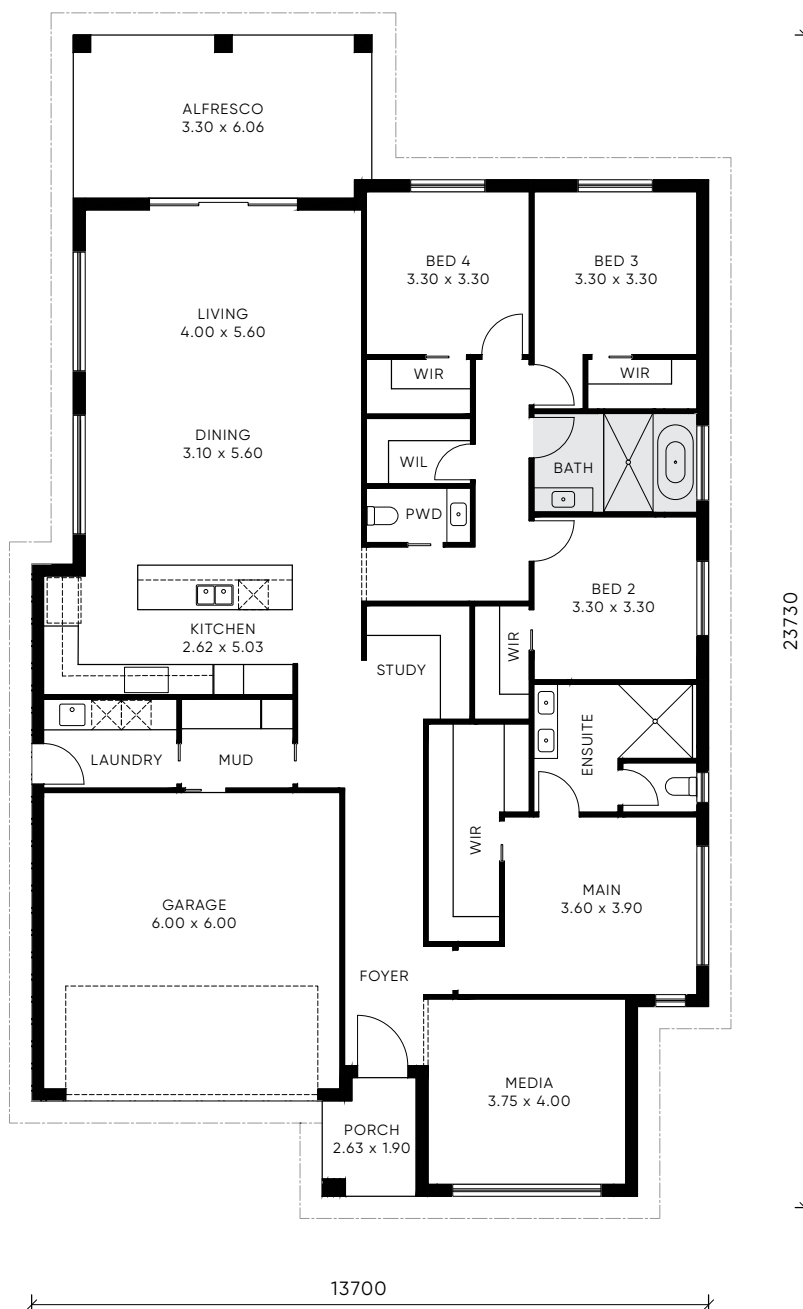 ALFRESCO
3.30 x 6.06
BED 4
3.30 x 3.30
BED 3
3.30 x 3.30
LIVING
4.00 x 5.60
WIR
WIR
DINING
3.10 x 5.60
WIL
BATH
PWD
BED 2
3.30 x 3.30
23730
KITCHEN
2.62 x 5.03
WIR
STUDY
ENSUITE
LAUNDRY
MUD
WIR
MAIN
3.60 x 3.90
GARAGE
6.00 x 6.00
FOYER
MEDIA
3.75 x 4.00
PORCH
2.63 x 1.90
13700